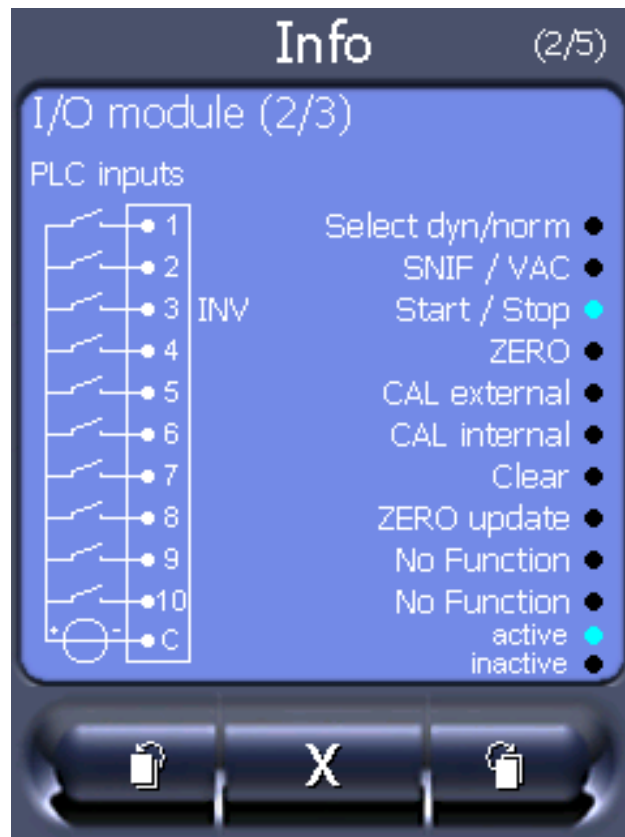 Info (2/5)
I/O module (2/3)
PLC inputs
1 Select dyn/norm
2 SNIF / VAC
3 INV Start / Stop
4 ZERO
5 CAL external
6 CAL internal
7 Clear
8 ZERO update
9 No Function
10 No Function
+ - C active
inactive
X